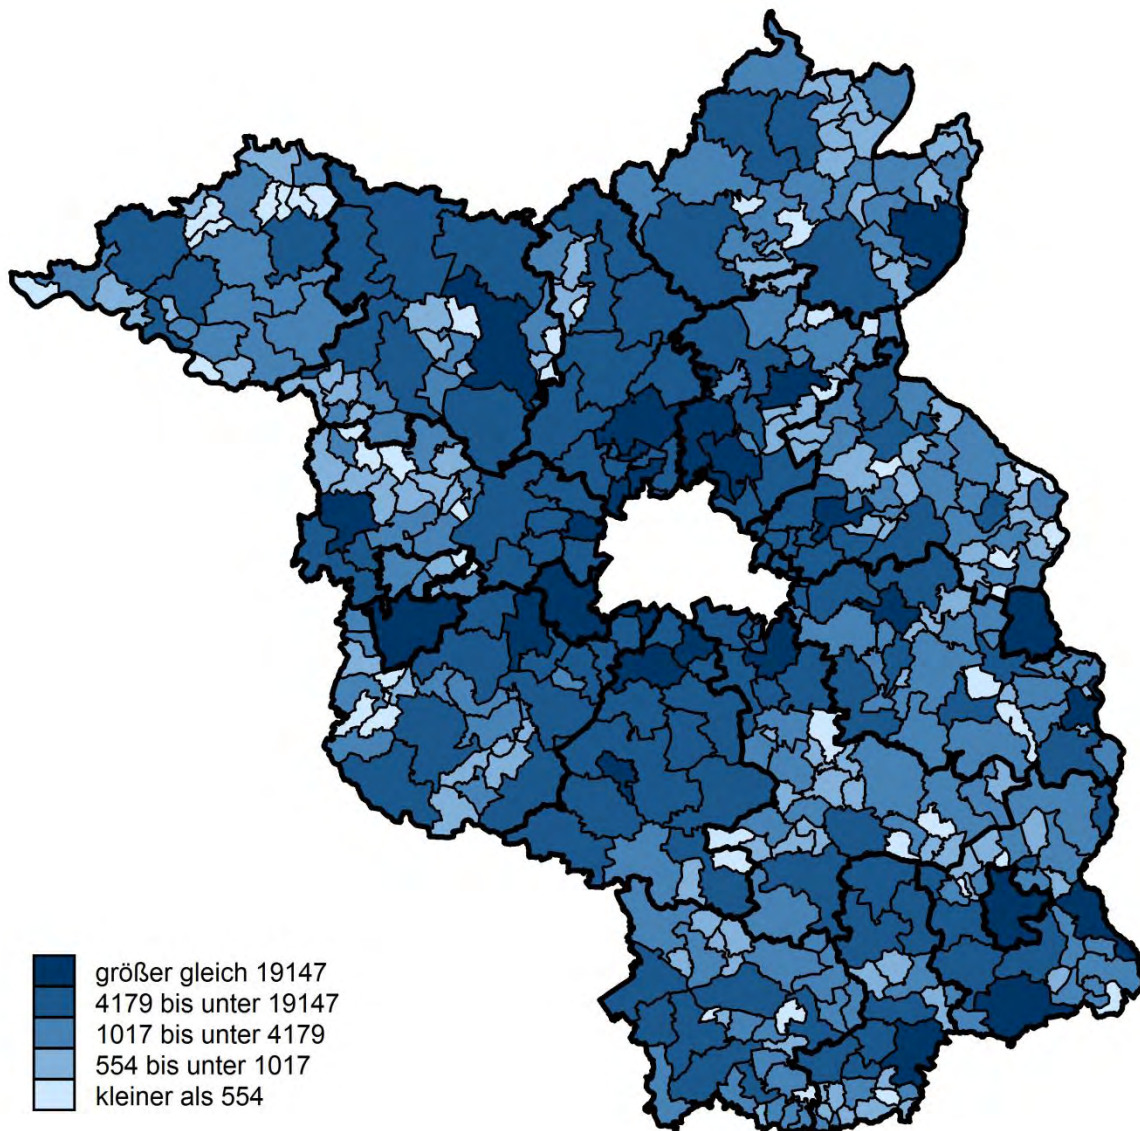 größer gleich 19147
4179 bis unter 19147
1017 bis unter 4179
554 bis unter 1017
kleiner als 554